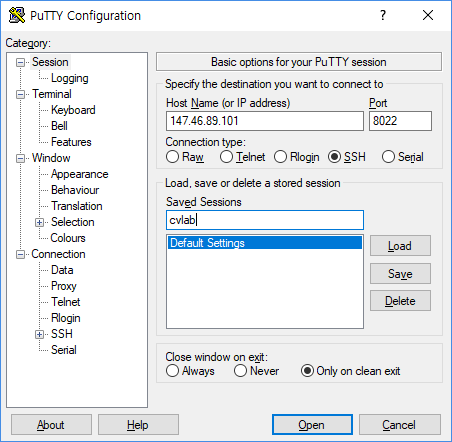 PuTTY Configuration
?
Category:
Session
Logging
Terminal
Keyboard
Bell
Features
Window
Appearance
Behaviour
Translation
Selection
Colours
Connection
Data
Proxy
Telnet
Rlogin
SSH
Serial
Basic options for your PuTTY session
Specify the destination you want to connect to
Host Name (or IP address) Port
147.46.89.101 8022
Connection type:
Raw Telnet Rlogin SSH Serial
Load, save or delete a stored session
Saved Sessions
cvlab
Default Settings
Load
Save
Delete
Close window on exit:
Always Never Only on clean exit
About Help Open Cancel